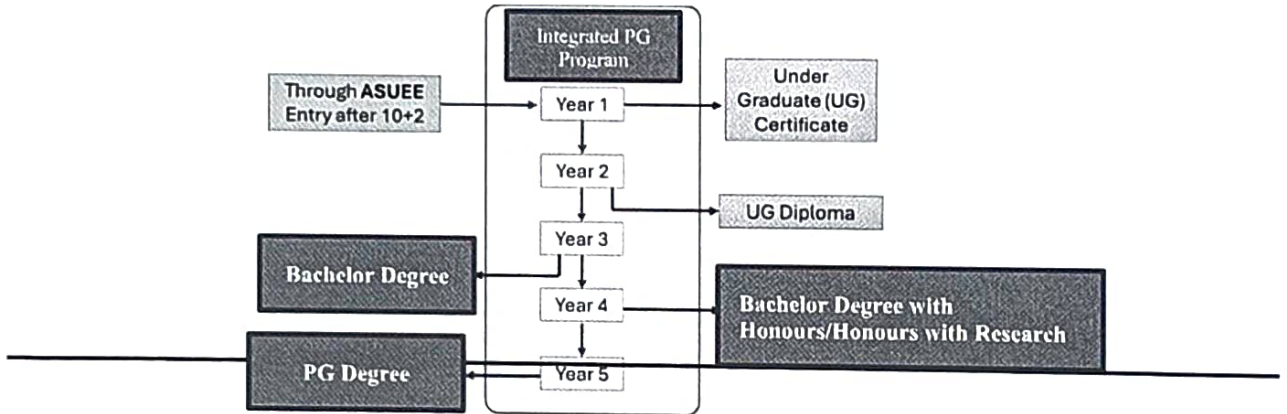 Integrated PG
Program
Through ASUEE
Entry after 10+2
Year 1
Under
Graduate (UG)
Certificate
Year 2
UG Diploma
Year 3
Bachelor Degree
Year 4
Bachelor Degree with
Honours/Honours with Research
PG Degree
Year 5